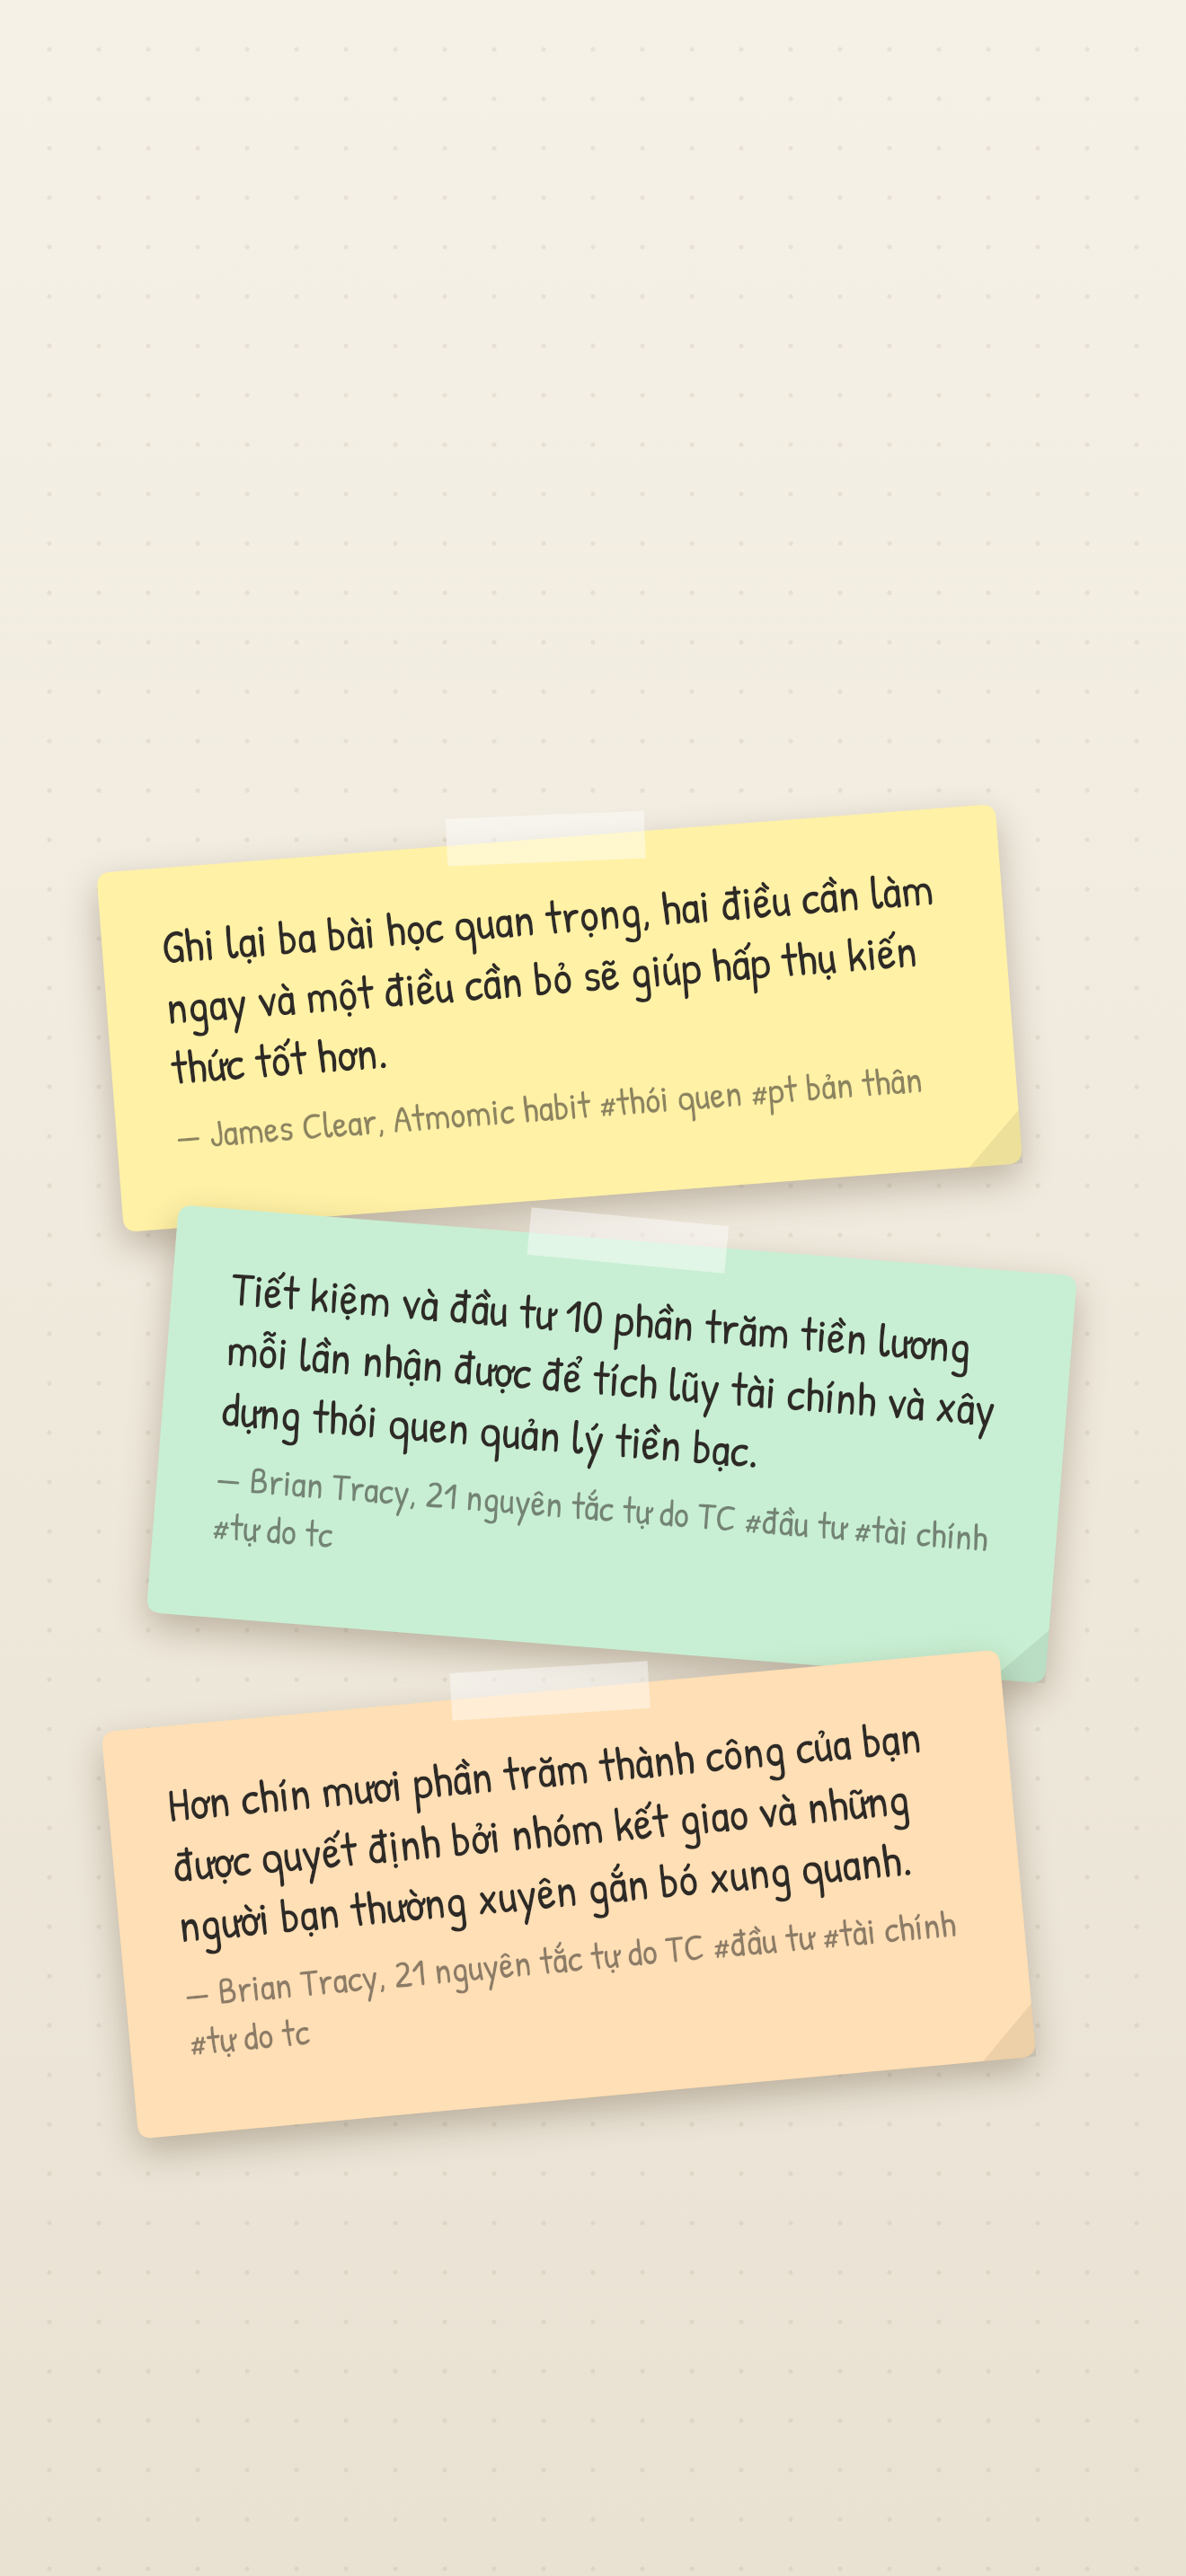 Ghi lại ba bài học quan trọng, hai điều cần làm
ngay và một điều cần bỏ sẽ giúp hấp thụ kiến
thức tốt hơn.
— James Clear, Atmomic habit #thói quen #pt bản thân
Tiết kiệm và đầu tư 10 phần trăm tiền lương
mỗi lần nhận được để tích lũy tài chính và xây
dựng thói quen quản lý tiền bạc.
— Brian Tracy, 21 nguyên tắc tự do TC #đầu tư #tài chính
#tự do tc
Hơn chín mươi phần trăm thành công của bạn
được quyết định bởi nhóm kết giao và những
người bạn thường xuyên gắn bó xung quanh.
— Brian Tracy, 21 nguyên tắc tự do TC #đầu tư #tài chính
#tự do tc